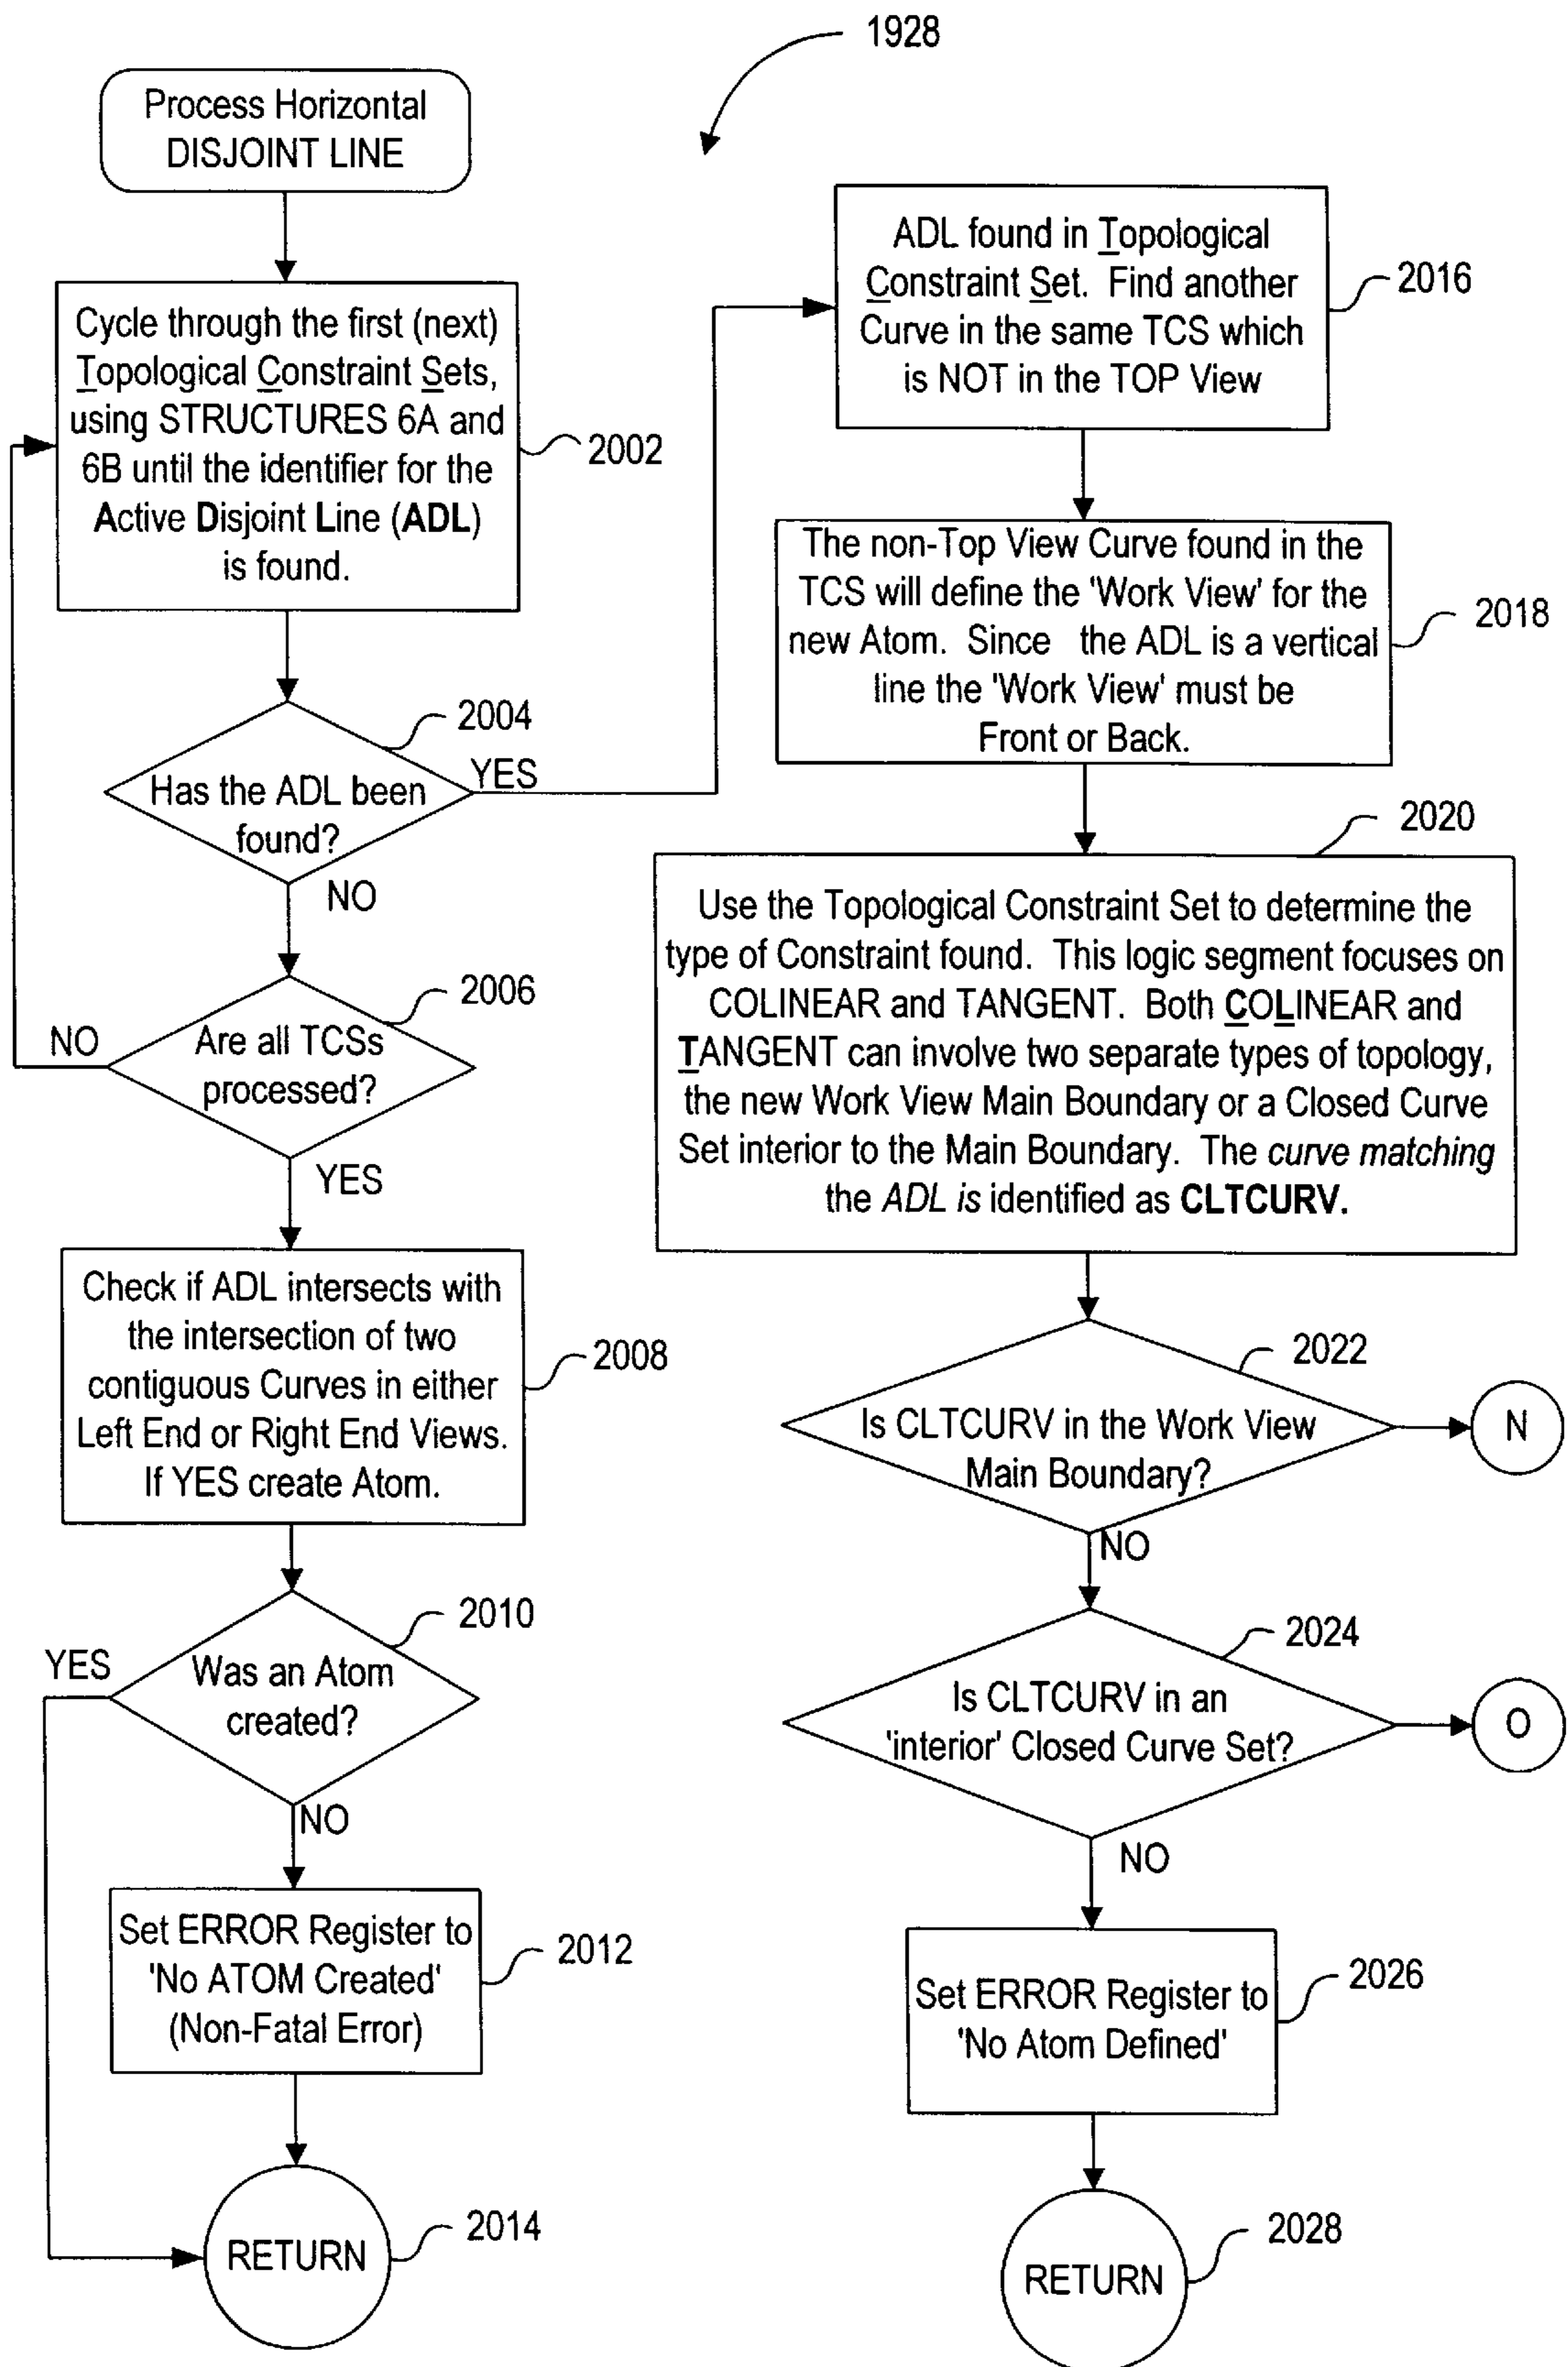 1928
Process Horizontal
DISJOINT LINE
Cycle through the first (next)
Topological Constraint Sets,
using STRUCTURES 6A and
6B until the identifier for the
Active Disjoint Line (ADL)
is found.
2002
2004
Has the ADL been
found?
YES
NO
2006
Are all TCSs
processed?
NO
YES
Check if ADL intersects with
the intersection of two
contiguous Curves in either
Left End or Right End Views.
If YES create Atom.
2008
2010
Was an Atom
created?
YES
NO
Set ERROR Register to
'No ATOM Created'
(Non-Fatal Error)
2012
RETURN
2014
ADL found in Topological
Constraint Set. Find another
Curve in the same TCS which
is NOT in the TOP View
2016
The non-Top View Curve found in the
TCS will define the 'Work View' for the
new Atom. Since the ADL is a vertical
line the 'Work View' must be
Front or Back.
2018
2020
Use the Topological Constraint Set to determine the
type of Constraint found. This logic segment focuses on
COLINEAR and TANGENT. Both COLINEAR and
TANGENT can involve two separate types of topology,
the new Work View Main Boundary or a Closed Curve
Set interior to the Main Boundary. The curve matching
the ADL is identified as CLTCURV.
2022
Is CLTCURV in the Work View
Main Boundary?
N
NO
2024
Is CLTCURV in an
'interior' Closed Curve Set?
O
NO
Set ERROR Register to
'No Atom Defined'
2026
RETURN
2028